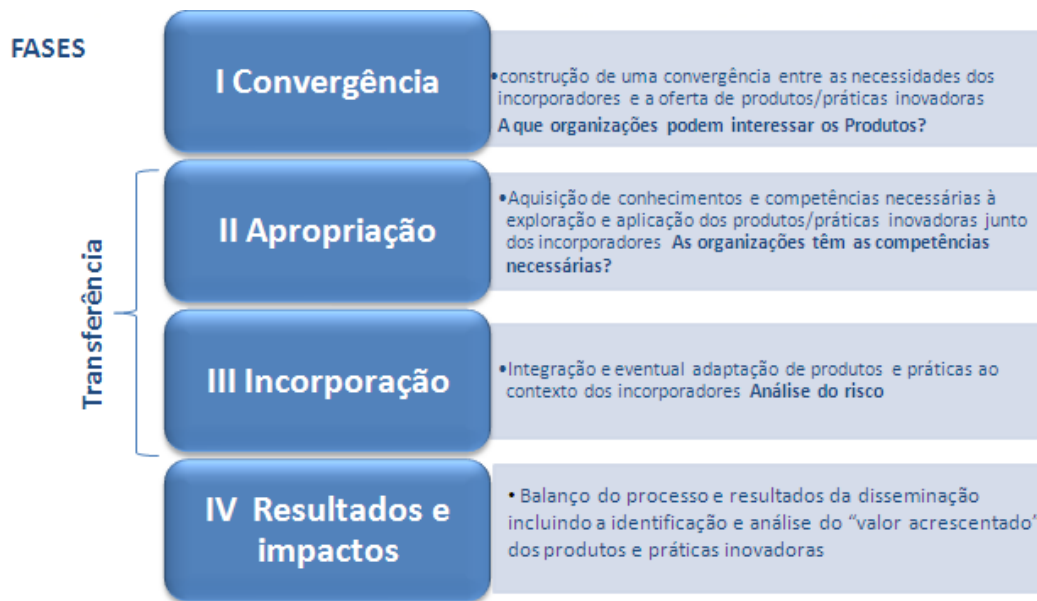 FASES
I Convergência
•construção de uma convergência entre as necessidades dos
incorporadores e a oferta de produtos/práticas inovadoras
A que organizações podem interessar os Produtos?
Transferência
II Apropriação
•Aquisição de conhecimentos e competências necessárias à
exploração e aplicação dos produtos/práticas inovadoras junto
dos incorporadores As organizações têm as competências
necessárias?
III Incorporação
•Integração e eventual adaptação de produtos e práticas ao
contexto dos incorporadores Análise do risco
IV Resultados e
impactos
• Balanço do processo e resultados da disseminação
incluindo a identificação e análise do “valor acrescentado”
dos produtos e práticas inovadoras